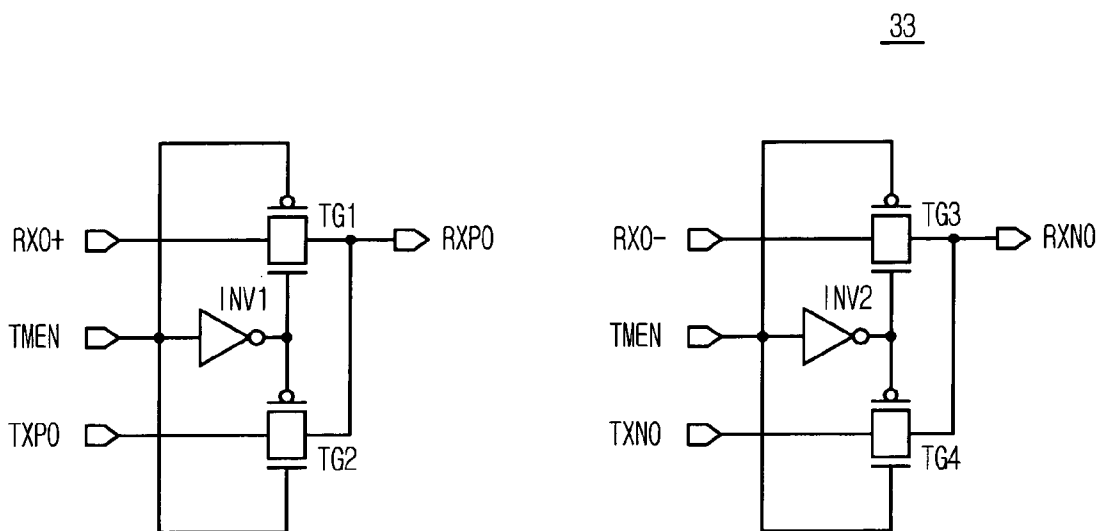 33
TG1
RX0+
RXP0
INV1
TMEN
TXP0
TG2
TG3
RX0-
RXN0
INV2
TMEN
TXN0
TG4